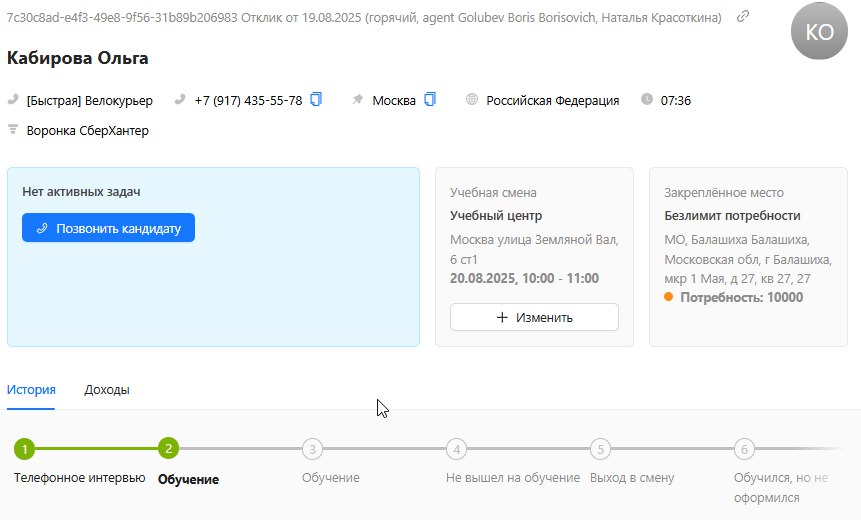 7c30c8ad-e4f3-49e8-9f56-31b89b206983 Отклик от 19.08.2025 (горячий, agent Golubev Boris Borisovich, Наталья Красоткина)
КО
Кабирова Ольга
[Быстрая] Велокурьер +7 (917) 435-55-78 Москва Российская Федерация 07:36
Воронка СберХантер
Нет активных задач
Позвонить кандидату
Учебная смена
Учебный центр
Москва улица Земляной Вал,
6 ст1
20.08.2025, 10:00 - 11:00
+ Изменить
Закреплённое место
Безлимит потребности
МО, Балашиха Балашиха,
Московская обл, г Балашиха,
мкр 1 Мая, д 27, кв 27, 27
Потребность: 10000
История Доходы
1 2 3 4 5 6
Телефонное интервью Обучение Обучение Не вышел на обучение Выход в смену Обучился, но не
оформился